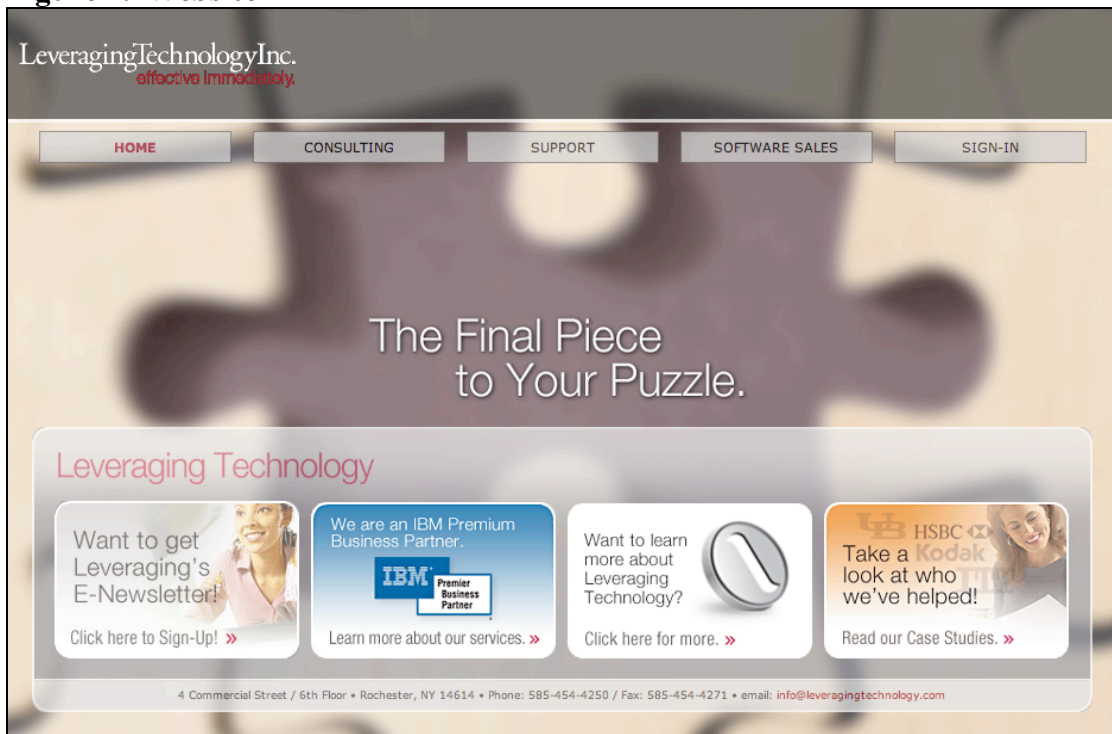 LeveragingTechnologyInc.
effective immediately.
HOME
CONSULTING
SUPPORT
SOFTWARE SALES
SIGN-IN
The Final Piece
to Your Puzzle.
Leveraging Technology
Want to get
Leveraging's
E-Newsletter!
Click here to Sign-Up! »
We are an IBM Premium
Business Partner.
IBM
Premier
Business
Partner
Learn more about our services. »
Want to learn
more about
Leveraging
Technology?
Click here for more. »
HSBC
Kodak
Take a
look at who
we've helped!
Read our Case Studies. »
4 Commercial Street / 6th Floor • Rochester, NY 14614 • Phone: 585-454-4250 / Fax: 585-454-4271 • email: info@leveragingtechnology.com